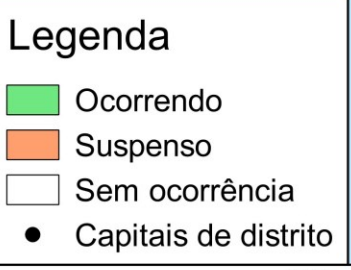 Legenda
Ocorrendo
Suspenso
Sem ocorrência
Capitais de distrito